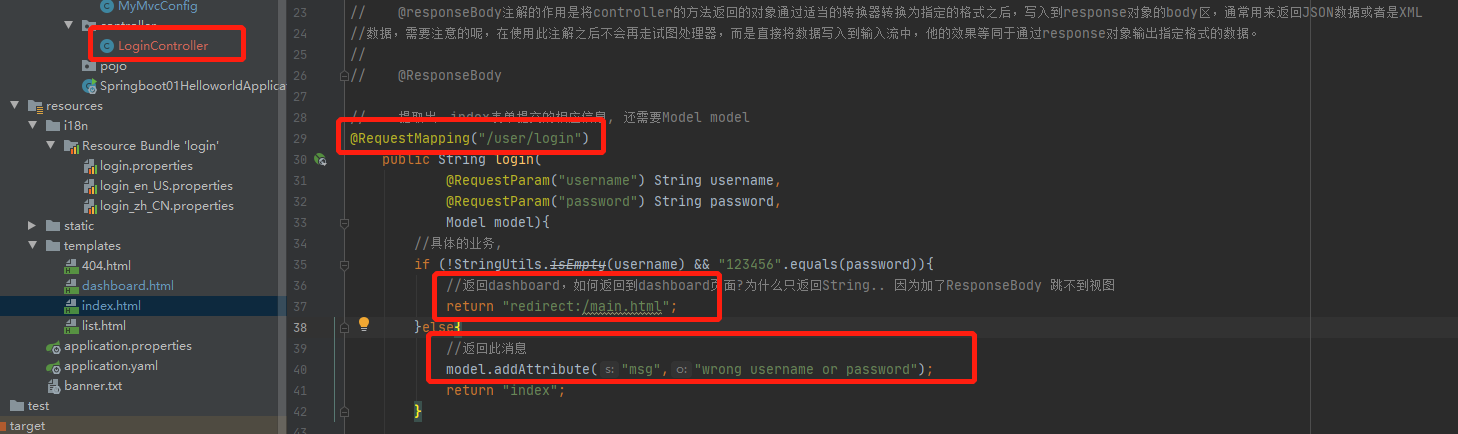 MyMvcConfig
controller
LoginController
pojo
Springboot01HelloworldApplica
resources
i18n
Resource Bundle 'login'
login.properties
login_en_US.properties
login_zh_CN.properties
static
templates
404.html
dashboard.html
index.html
list.html
application.properties
application.yaml
banner.txt
test
target
23 // @responseBody注解的作用是将controller的方法返回的对象通过适当的转换器转换为指定的格式之后，写入到response对象的body区，通常用来返回JSON数据或者是XML
24 //数据，需要注意的呢，在使用此注解之后不会再走试图处理器，而是直接将数据写入到输入流中，他的效果等同于通过response对象输出指定格式的数据。
25 //
26 // @ResponseBody
27
28 // index表单提交的相应信息, 还需要Model model
29 @RequestMapping("/user/login")
30 public String login(
31 @RequestParam("username") String username,
32 @RequestParam("password") String password,
33 Model model){
34 //具体的业务,
35 if (!StringUtils.isEmpty(username) && "123456".equals(password)){
36 //返回dashboard，如何返回到dashboard页面?为什么只返回String.. 因为加了ResponseBody 跳不到视图
37 return "redirect:/main.html";
38 }else{
39 //返回此消息
40 model.addAttribute( s: "msg", o: "wrong username or password");
41 return "index";
42 }
43